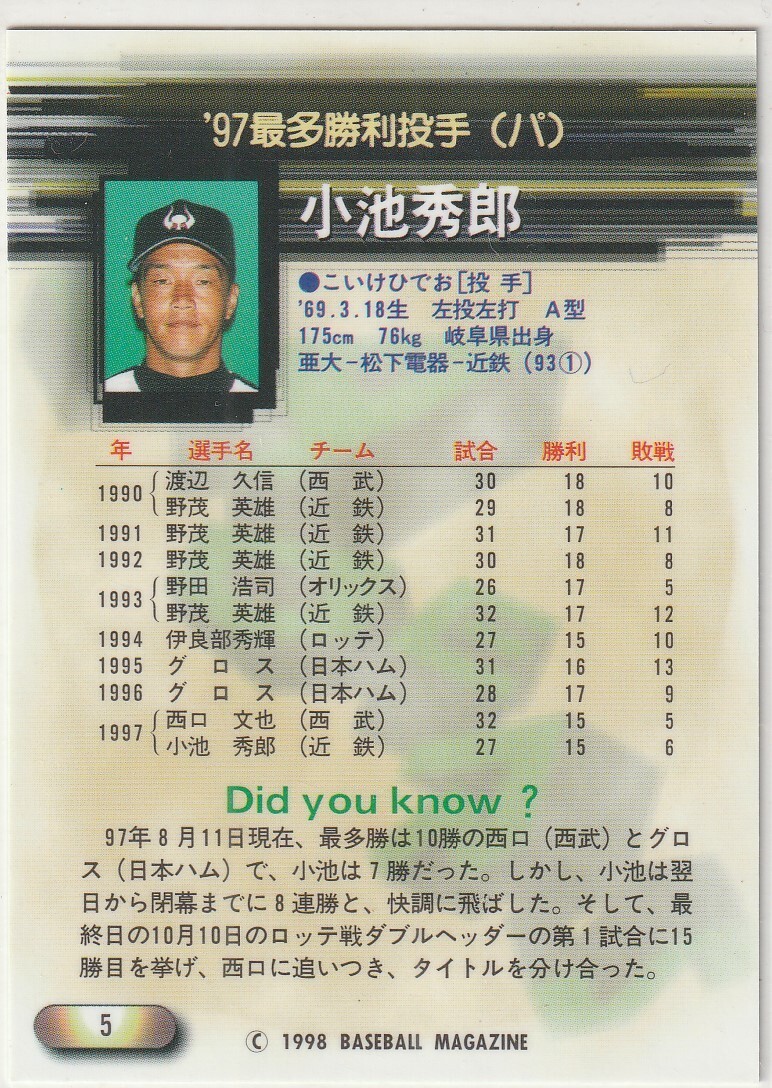 '97最多勝利投手（パ）
小池秀郎
●こいけひでお[投 手]
'69.3.18生　左投左打　A型
175cm　76kg　岐阜県出身
亜大−松下電器−近鉄（93①）
年　選手名　チーム　試合　勝利　敗戦
1990 渡辺　久信（西　武）　30　18　10
野茂　英雄（近　鉄）　29　18　8
1991 野茂　英雄（近　鉄）　31　17　11
1992 野茂　英雄（近　鉄）　30　18　8
1993 野田　浩司（オリックス）　26　17　5
野茂　英雄（近　鉄）　32　17　12
1994 伊良部秀輝（ロッテ）　27　15　10
1995 グ　ロ　ス（日本ハム）　31　16　13
1996 グ　ロ　ス（日本ハム）　28　17　9
1997 西口　文也（西　武）　32　15　5
小池　秀郎（近　鉄）　27　15　6
Did you know ?
97年8月11日現在、最多勝は10勝の西口（西武）とグロ
ス（日本ハム）で、小池は7勝だった。しかし、小池は翌
日から閉幕までに8連勝と、快調に飛ばした。そして、最
終日の10月10日のロッテ戦ダブルヘッダーの第1試合に15
勝目を挙げ、西口に追いつき、タイトルを分け合った。
5
© 1998 BASEBALL MAGAZINE